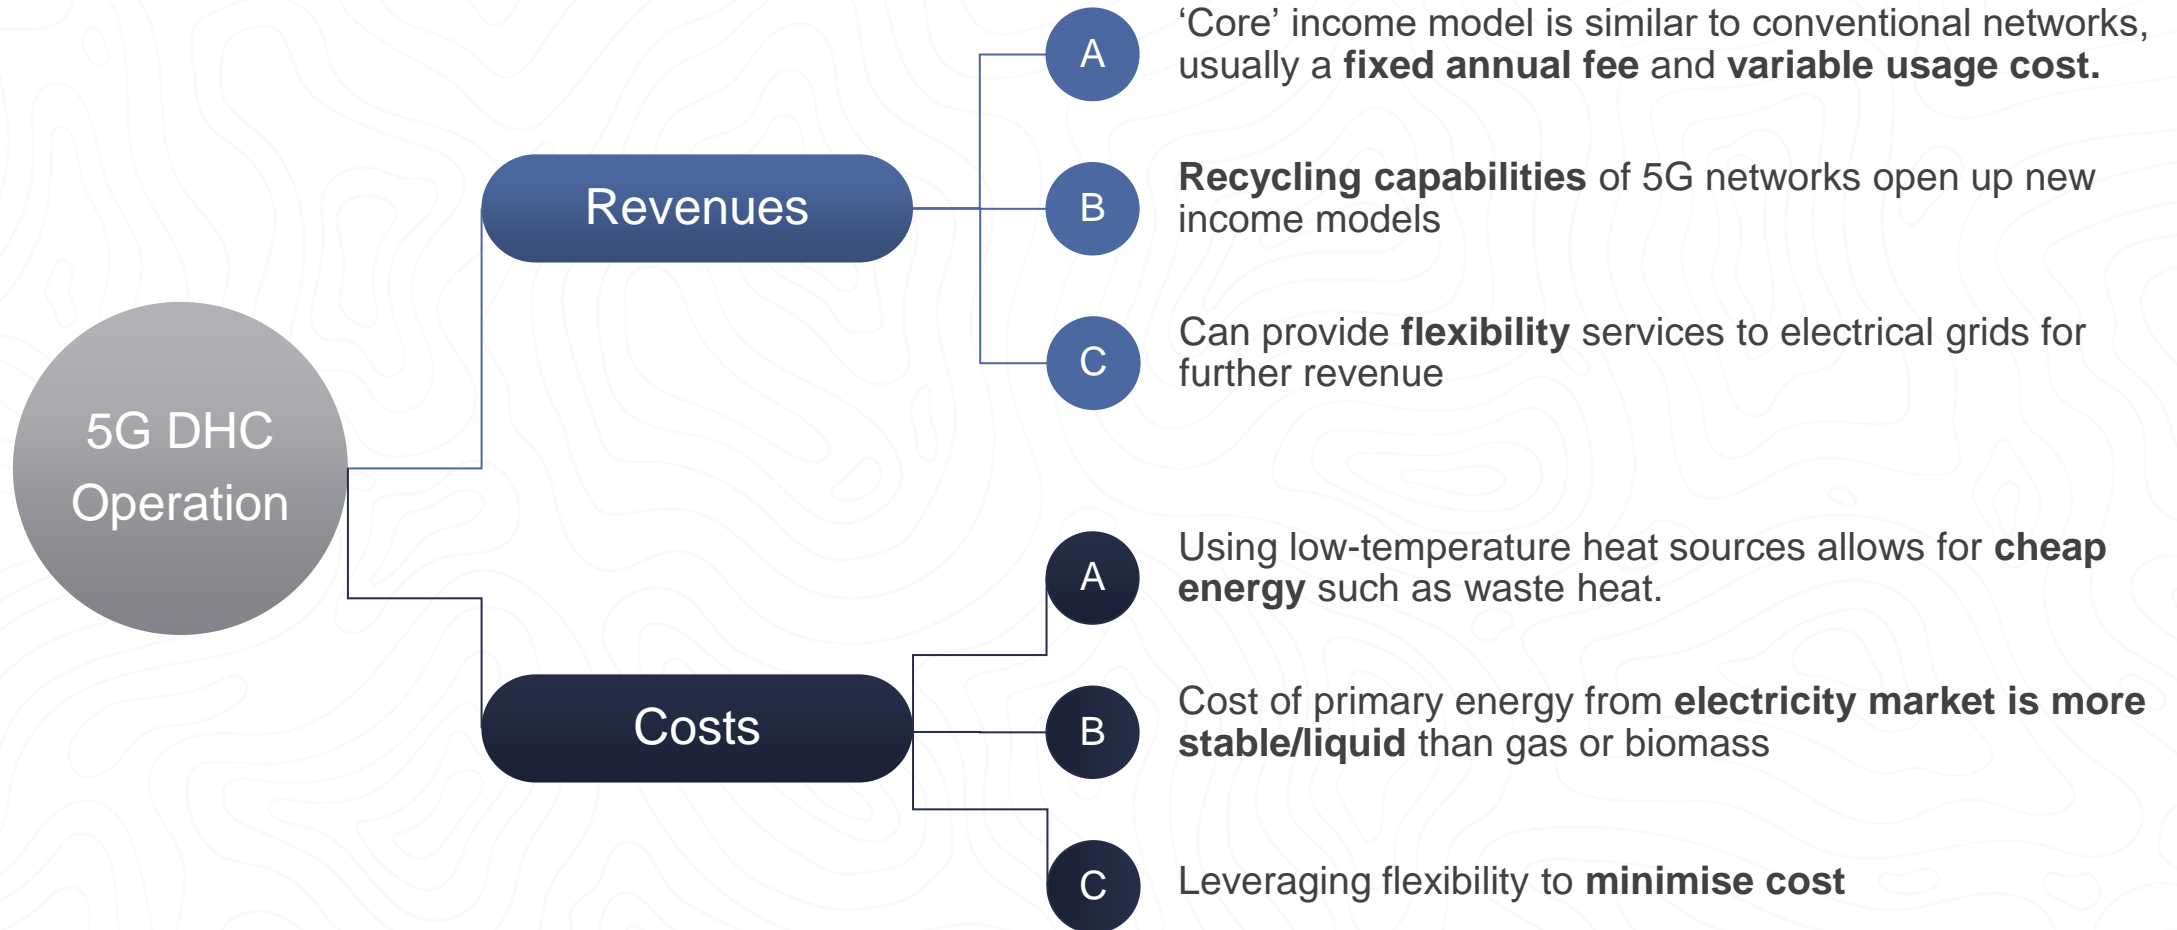 5G DHC
Operation
Revenues
A
‘Core’ income model is similar to conventional networks,
usually a fixed annual fee and variable usage cost.
B
Recycling capabilities of 5G networks open up new
income models
C
Can provide flexibility services to electrical grids for
further revenue
Costs
A
Using low-temperature heat sources allows for cheap
energy such as waste heat.
B
Cost of primary energy from electricity market is more
stable/liquid than gas or biomass
C
Leveraging flexibility to minimise cost